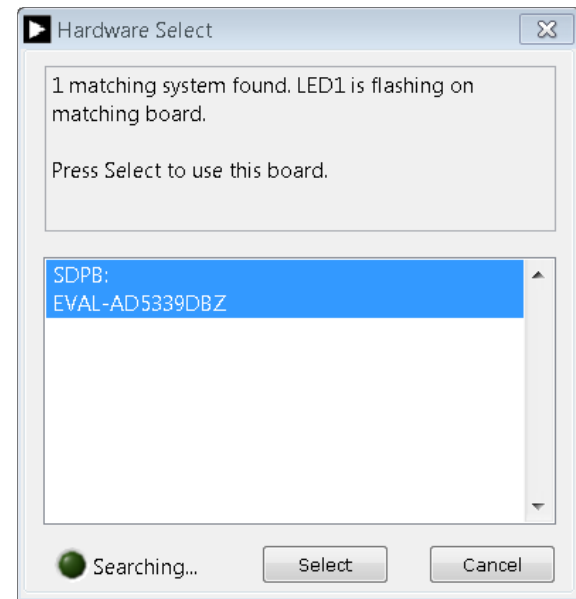 Hardware Select
1 matching system found. LED1 is flashing on
matching board.
Press Select to use this board.
SDPB:
EVAL-AD5339DBZ
Searching...
Select
Cancel